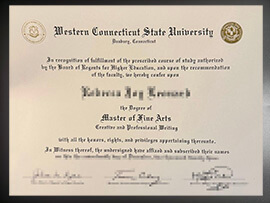 Western Connecticut State University
Danbury, Connecticut
In recognition of fulfillment of the prescribed course of study authorized
by the Board of Regents for Higher Education, and upon the recommendation
of the faculty, we hereby confer upon
the Degree of
Master of Fine Arts
Creative and Professional Writing
with all the honors, rights, and privileges appertaining thereunto.
In Witness thereof, the undersigned have affixed and subscribed their names